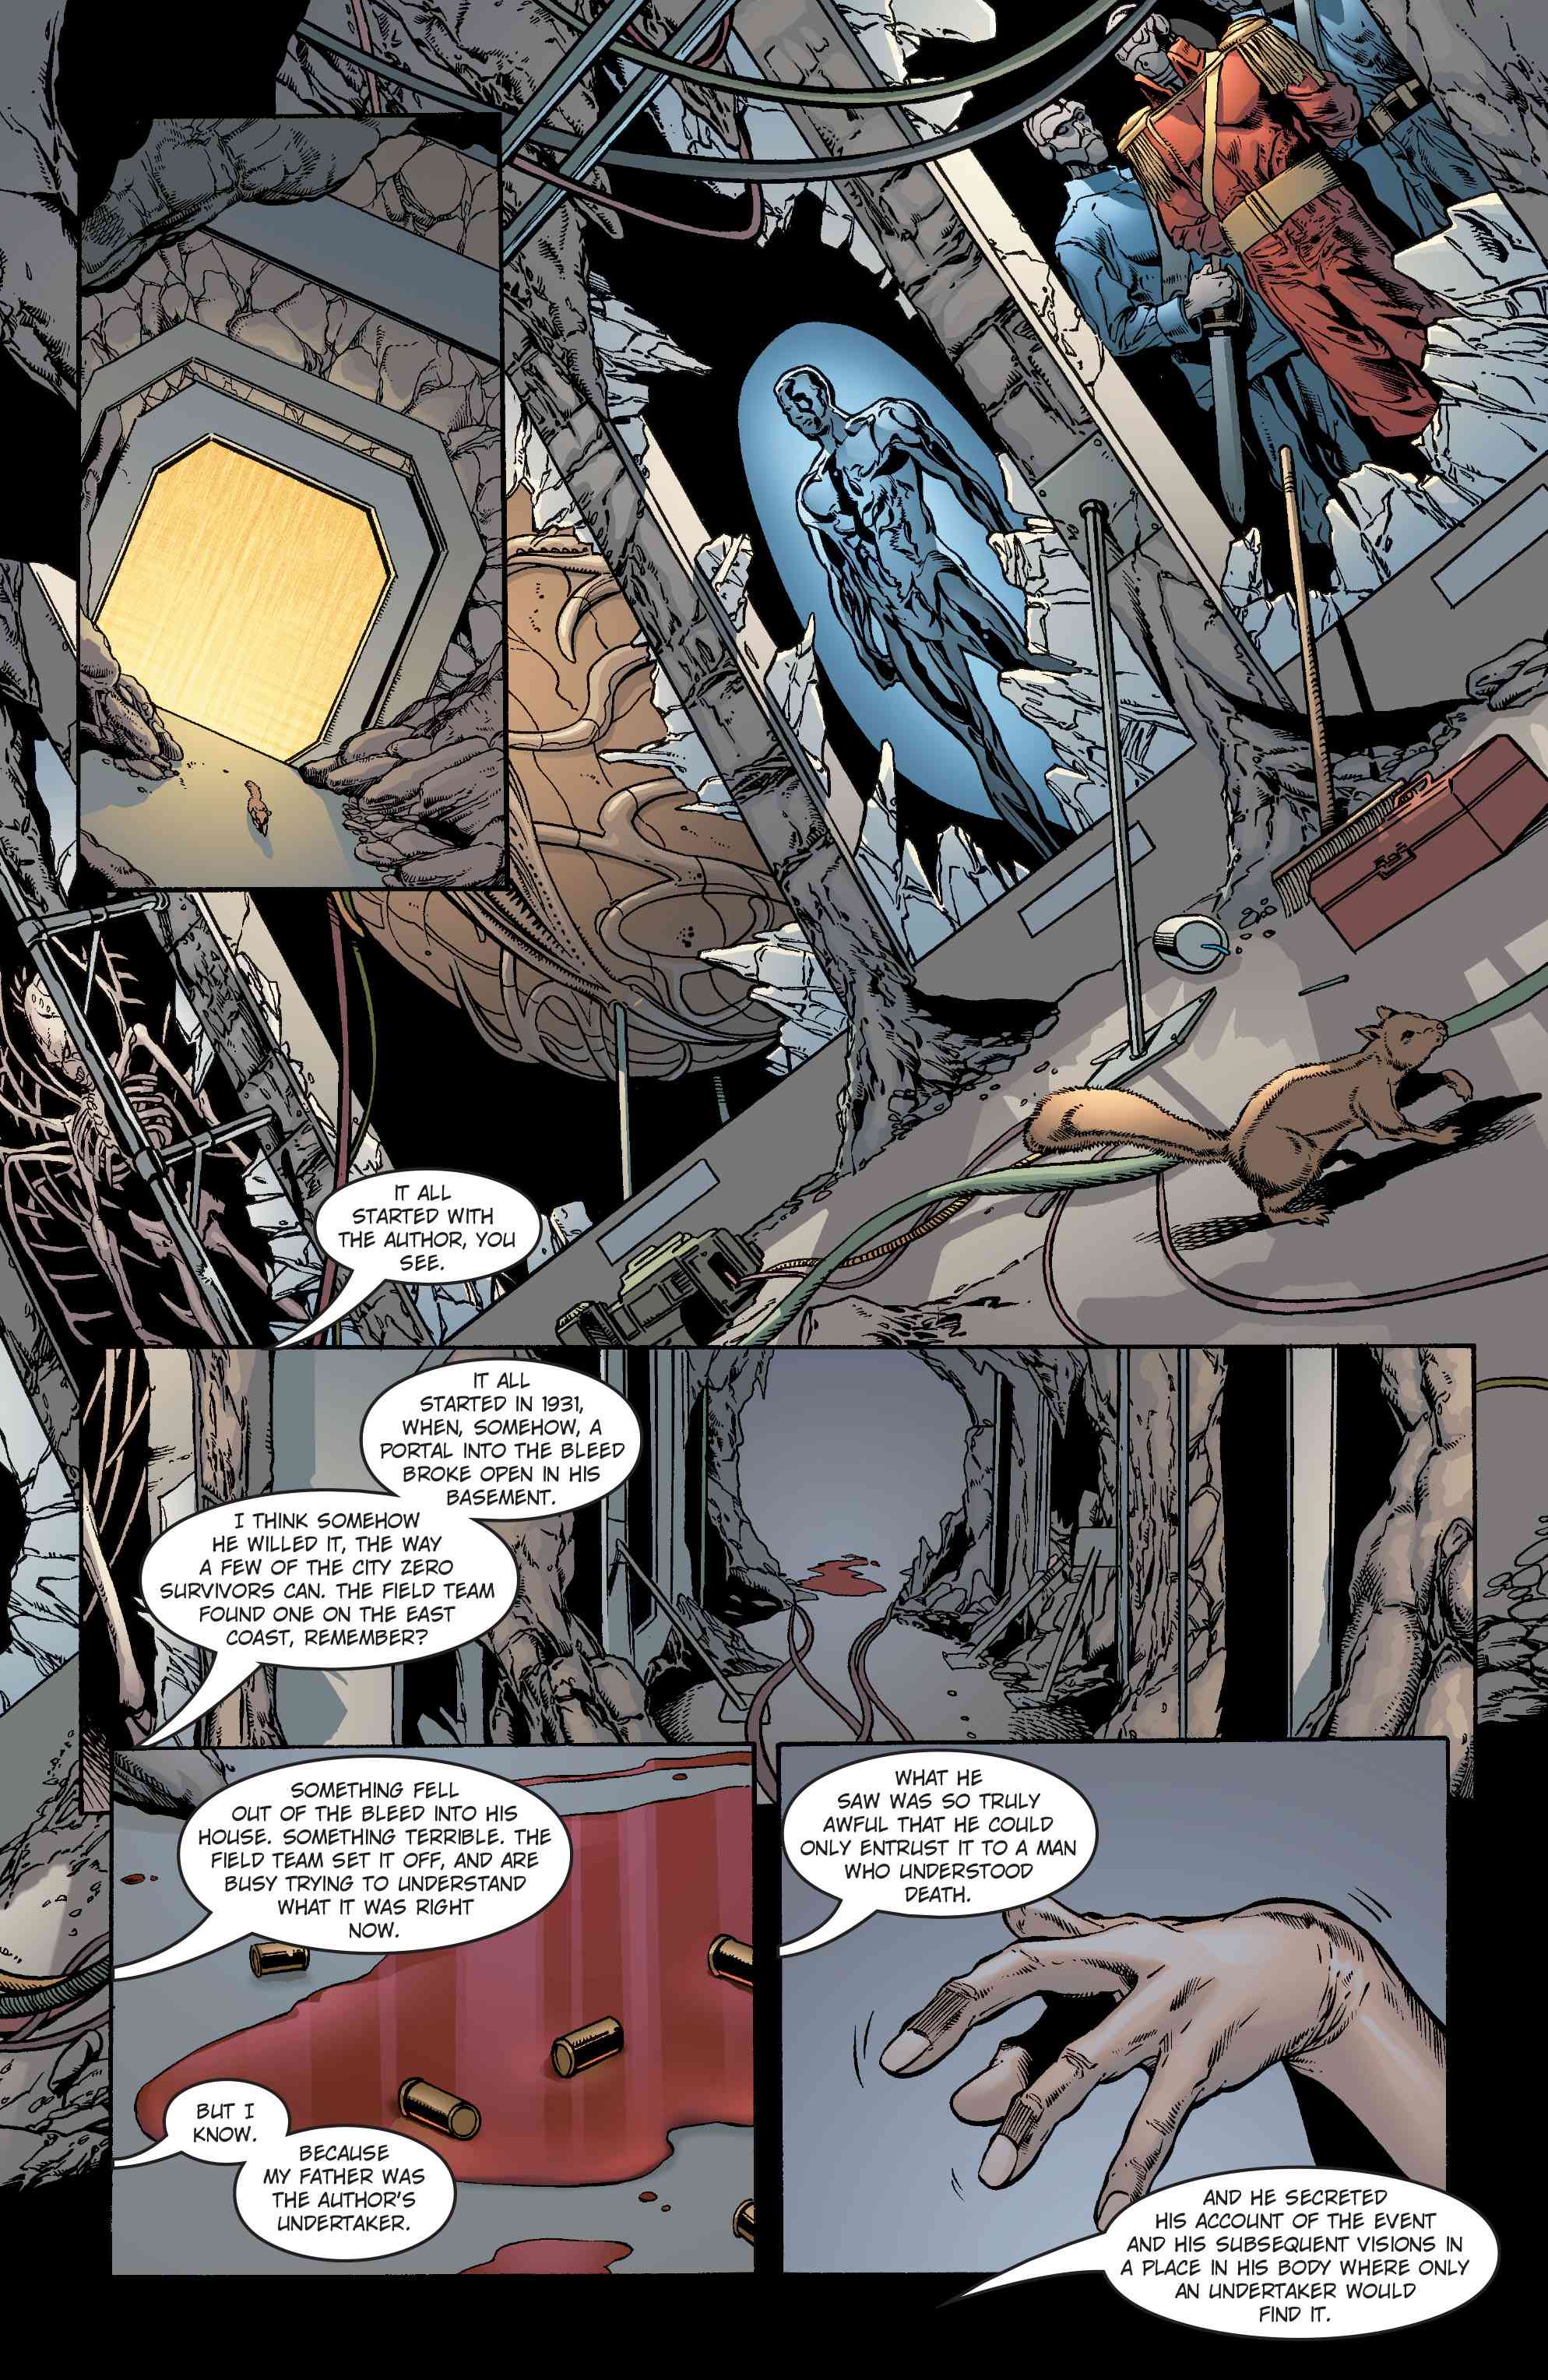 IT ALL
STARTED WITH
THE AUTHOR, YOU
SEE.
IT ALL
STARTED IN 1931,
WHEN, SOMEHOW, A
PORTAL INTO THE BLEED
BROKE OPEN IN HIS
BASEMENT.
I THINK SOMEHOW
HE WILLED IT, THE WAY
A FEW OF THE CITY ZERO
SURVIVORS CAN. THE FIELD TEAM
FOUND ONE ON THE EAST
COAST, REMEMBER?
SOMETHING FELL
OUT OF THE BLEED INTO HIS
HOUSE. SOMETHING TERRIBLE. THE
FIELD TEAM SET IT OFF, AND ARE
BUSY TRYING TO UNDERSTAND
WHAT IT WAS RIGHT
NOW.
BUT I
KNOW.
BECAUSE
MY FATHER WAS
THE AUTHOR'S
UNDERTAKER.
WHAT HE
SAW WAS SO TRULY
AWFUL THAT HE COULD
ONLY ENTRUST IT TO A MAN
WHO UNDERSTOOD
DEATH.
AND HE SECRETED
HIS ACCOUNT OF THE EVENT
AND HIS SUBSEQUENT VISIONS IN
A PLACE IN HIS BODY WHERE ONLY
AN UNDERTAKER WOULD
FIND IT.